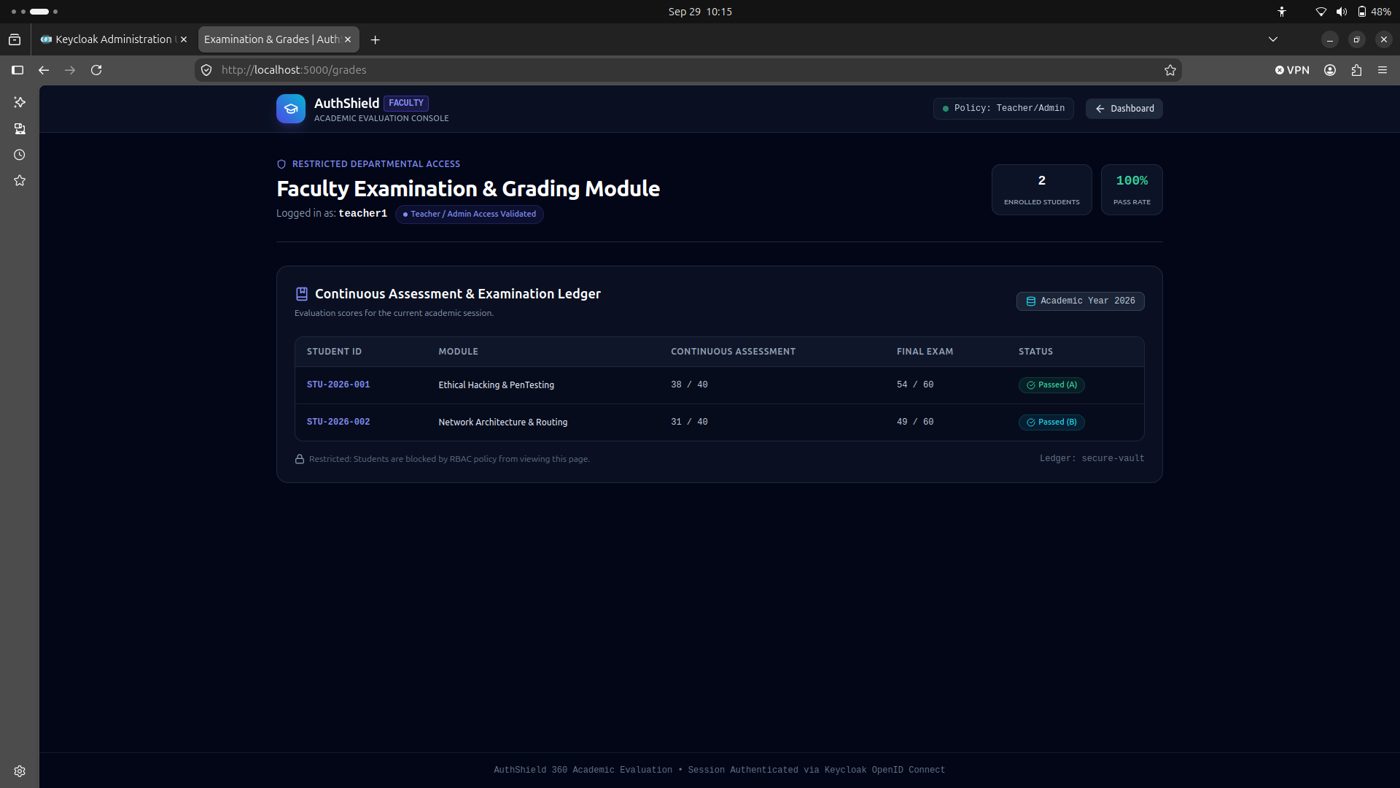 Sep 29 10:15
48%
Keycloak Administration
Examination & Grades | Auth
http://localhost:5000/grades
VPN
AuthShield FACULTY
ACADEMIC EVALUATION CONSOLE
Policy: Teacher/Admin
Dashboard
RESTRICTED DEPARTMENTAL ACCESS
Faculty Examination & Grading Module
Logged in as: teacher1 Teacher / Admin Access Validated
2
ENROLLED STUDENTS
100%
PASS RATE
Continuous Assessment & Examination Ledger
Evaluation scores for the current academic session.
Academic Year 2026
STUDENT ID MODULE CONTINUOUS ASSESSMENT FINAL EXAM STATUS
STU-2026-001 Ethical Hacking & PenTesting 38 / 40 54 / 60 Passed (A)
STU-2026-002 Network Architecture & Routing 31 / 40 49 / 60 Passed (B)
Restricted: Students are blocked by RBAC policy from viewing this page.
Ledger: secure-vault
AuthShield 360 Academic Evaluation • Session Authenticated via Keycloak OpenID Connect